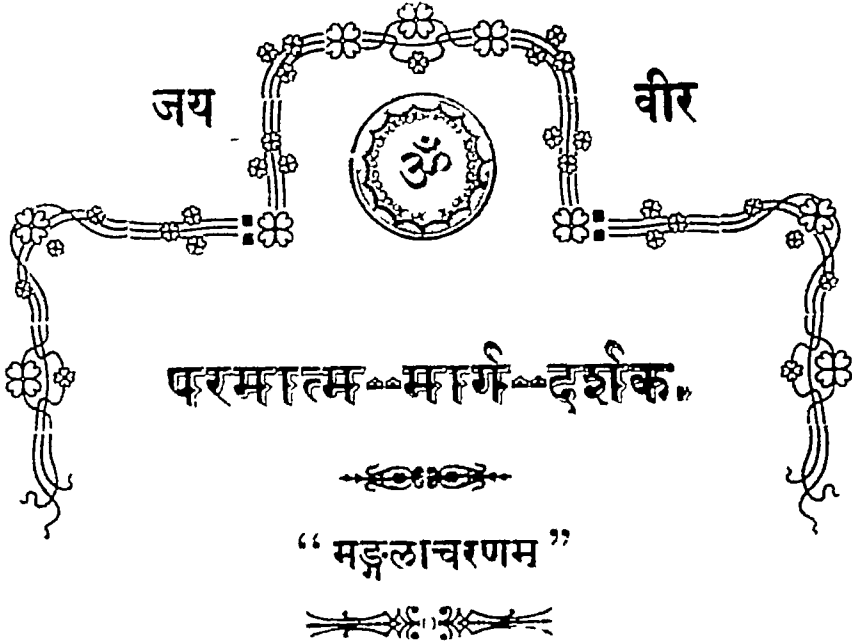 जय वीर
ॐ
परमात्म--मार्ग--दर्शक.
“ मङ्गलाचरणम ”